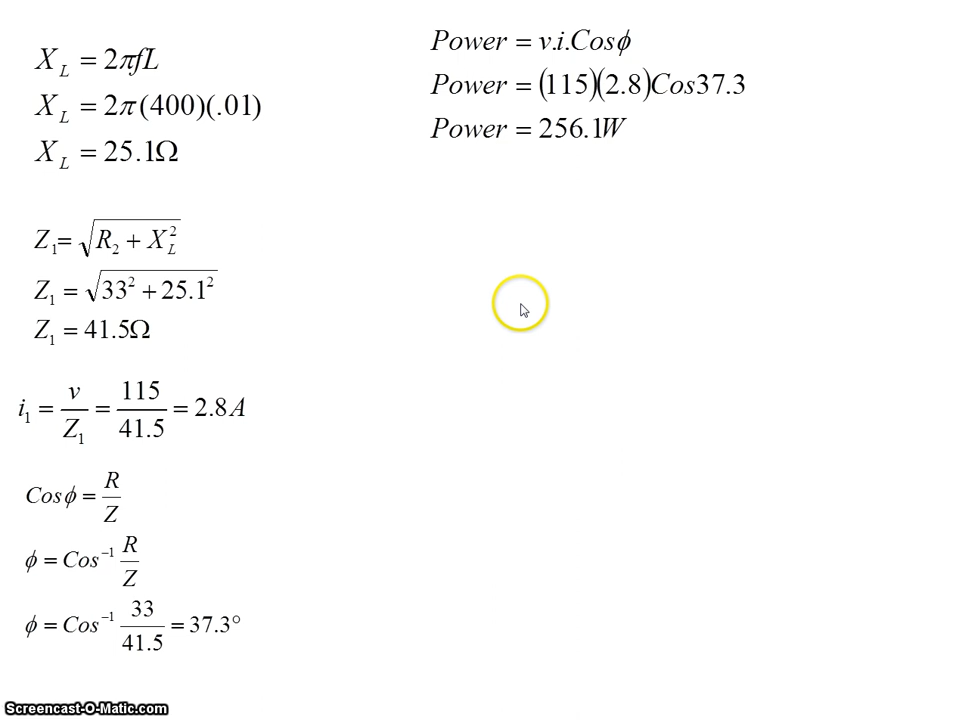 X_L = 2πfL
X_L = 2π(400)(.01)
X_L = 25.1Ω
Z_1= √(R_2 + X_L^2)
Z_1 = √(33^2 + 25.1^2)
Z_1 = 41.5Ω
i_1 = v/Z_1 = 115/41.5 = 2.8A
Cosϕ = R/Z
ϕ = Cos^-1 R/Z
ϕ = Cos^-1 33/41.5 = 37.3°
Power = v.i.Cosϕ
Power = (115)(2.8)Cos37.3
Power = 256.1W
Screencast-O-Matic.com